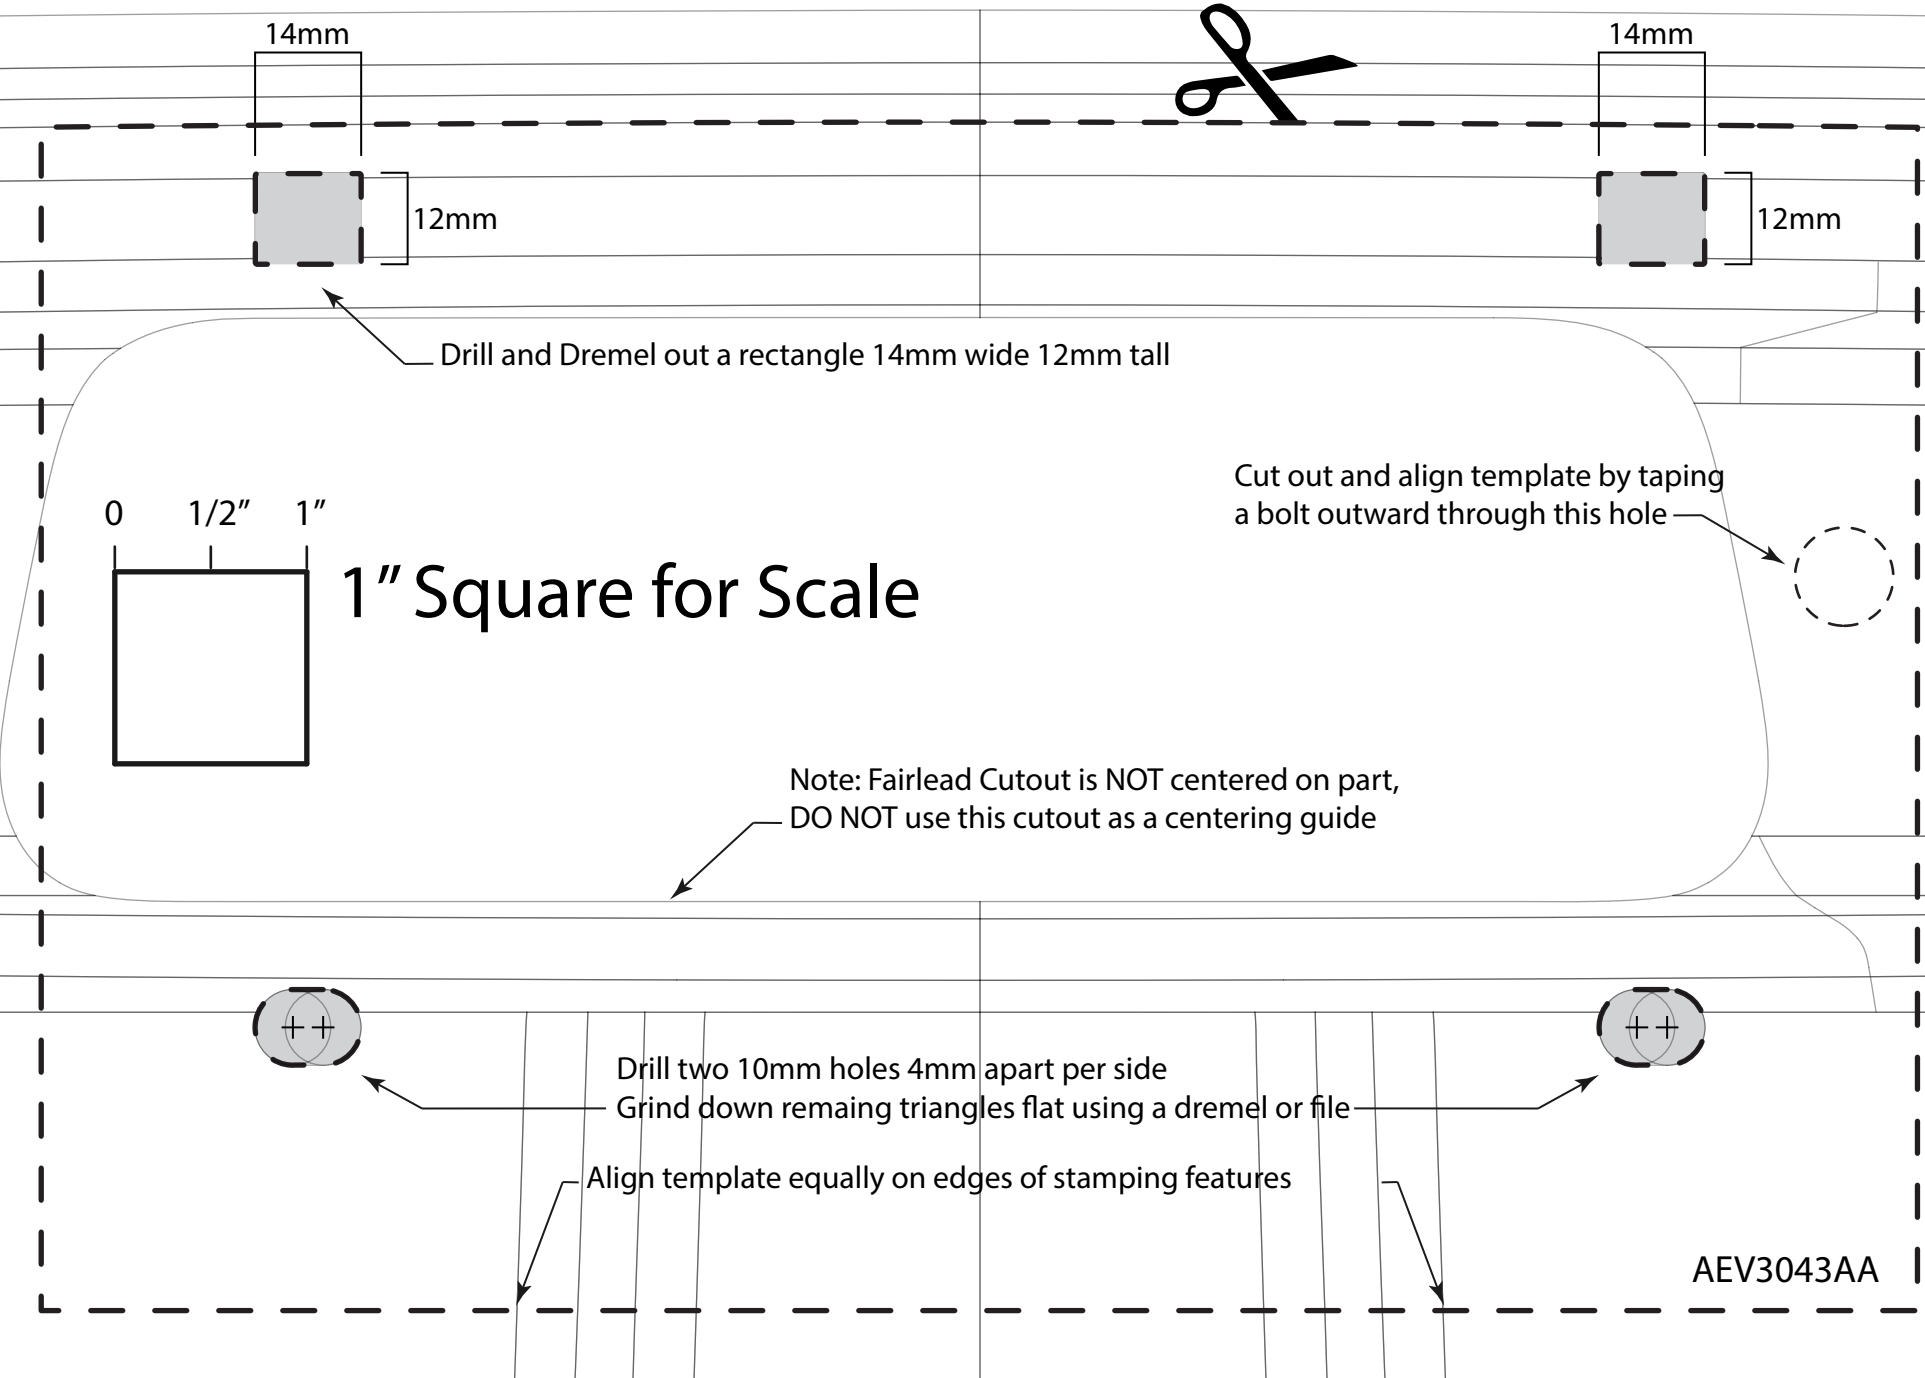 14mm
14mm
12mm
12mm
Drill and Dremel out a rectangle 14mm wide 12mm tall
Cut out and align template by taping
a bolt outward through this hole
0 1/2” 1”
1” Square for Scale
Note: Fairlead Cutout is NOT centered on part,
DO NOT use this cutout as a centering guide
Drill two 10mm holes 4mm apart per side
Grind down remaing triangles flat using a dremel or file
Align template equally on edges of stamping features
AEV3043AA